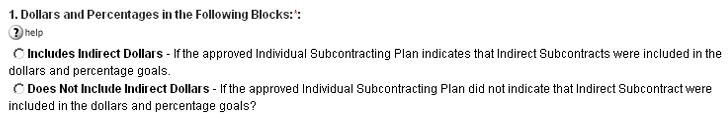 1. Dollars and Percentages in the Following Blocks:*:
? help
Includes Indirect Dollars - If the approved Individual Subcontracting Plan indicates that Indirect Subcontracts were included in the
dollars and percentage goals.
Does Not Include Indirect Dollars - If the approved Individual Subcontracting Plan did not indicate that Indirect Subcontract were
included in the dollars and percentage goals?